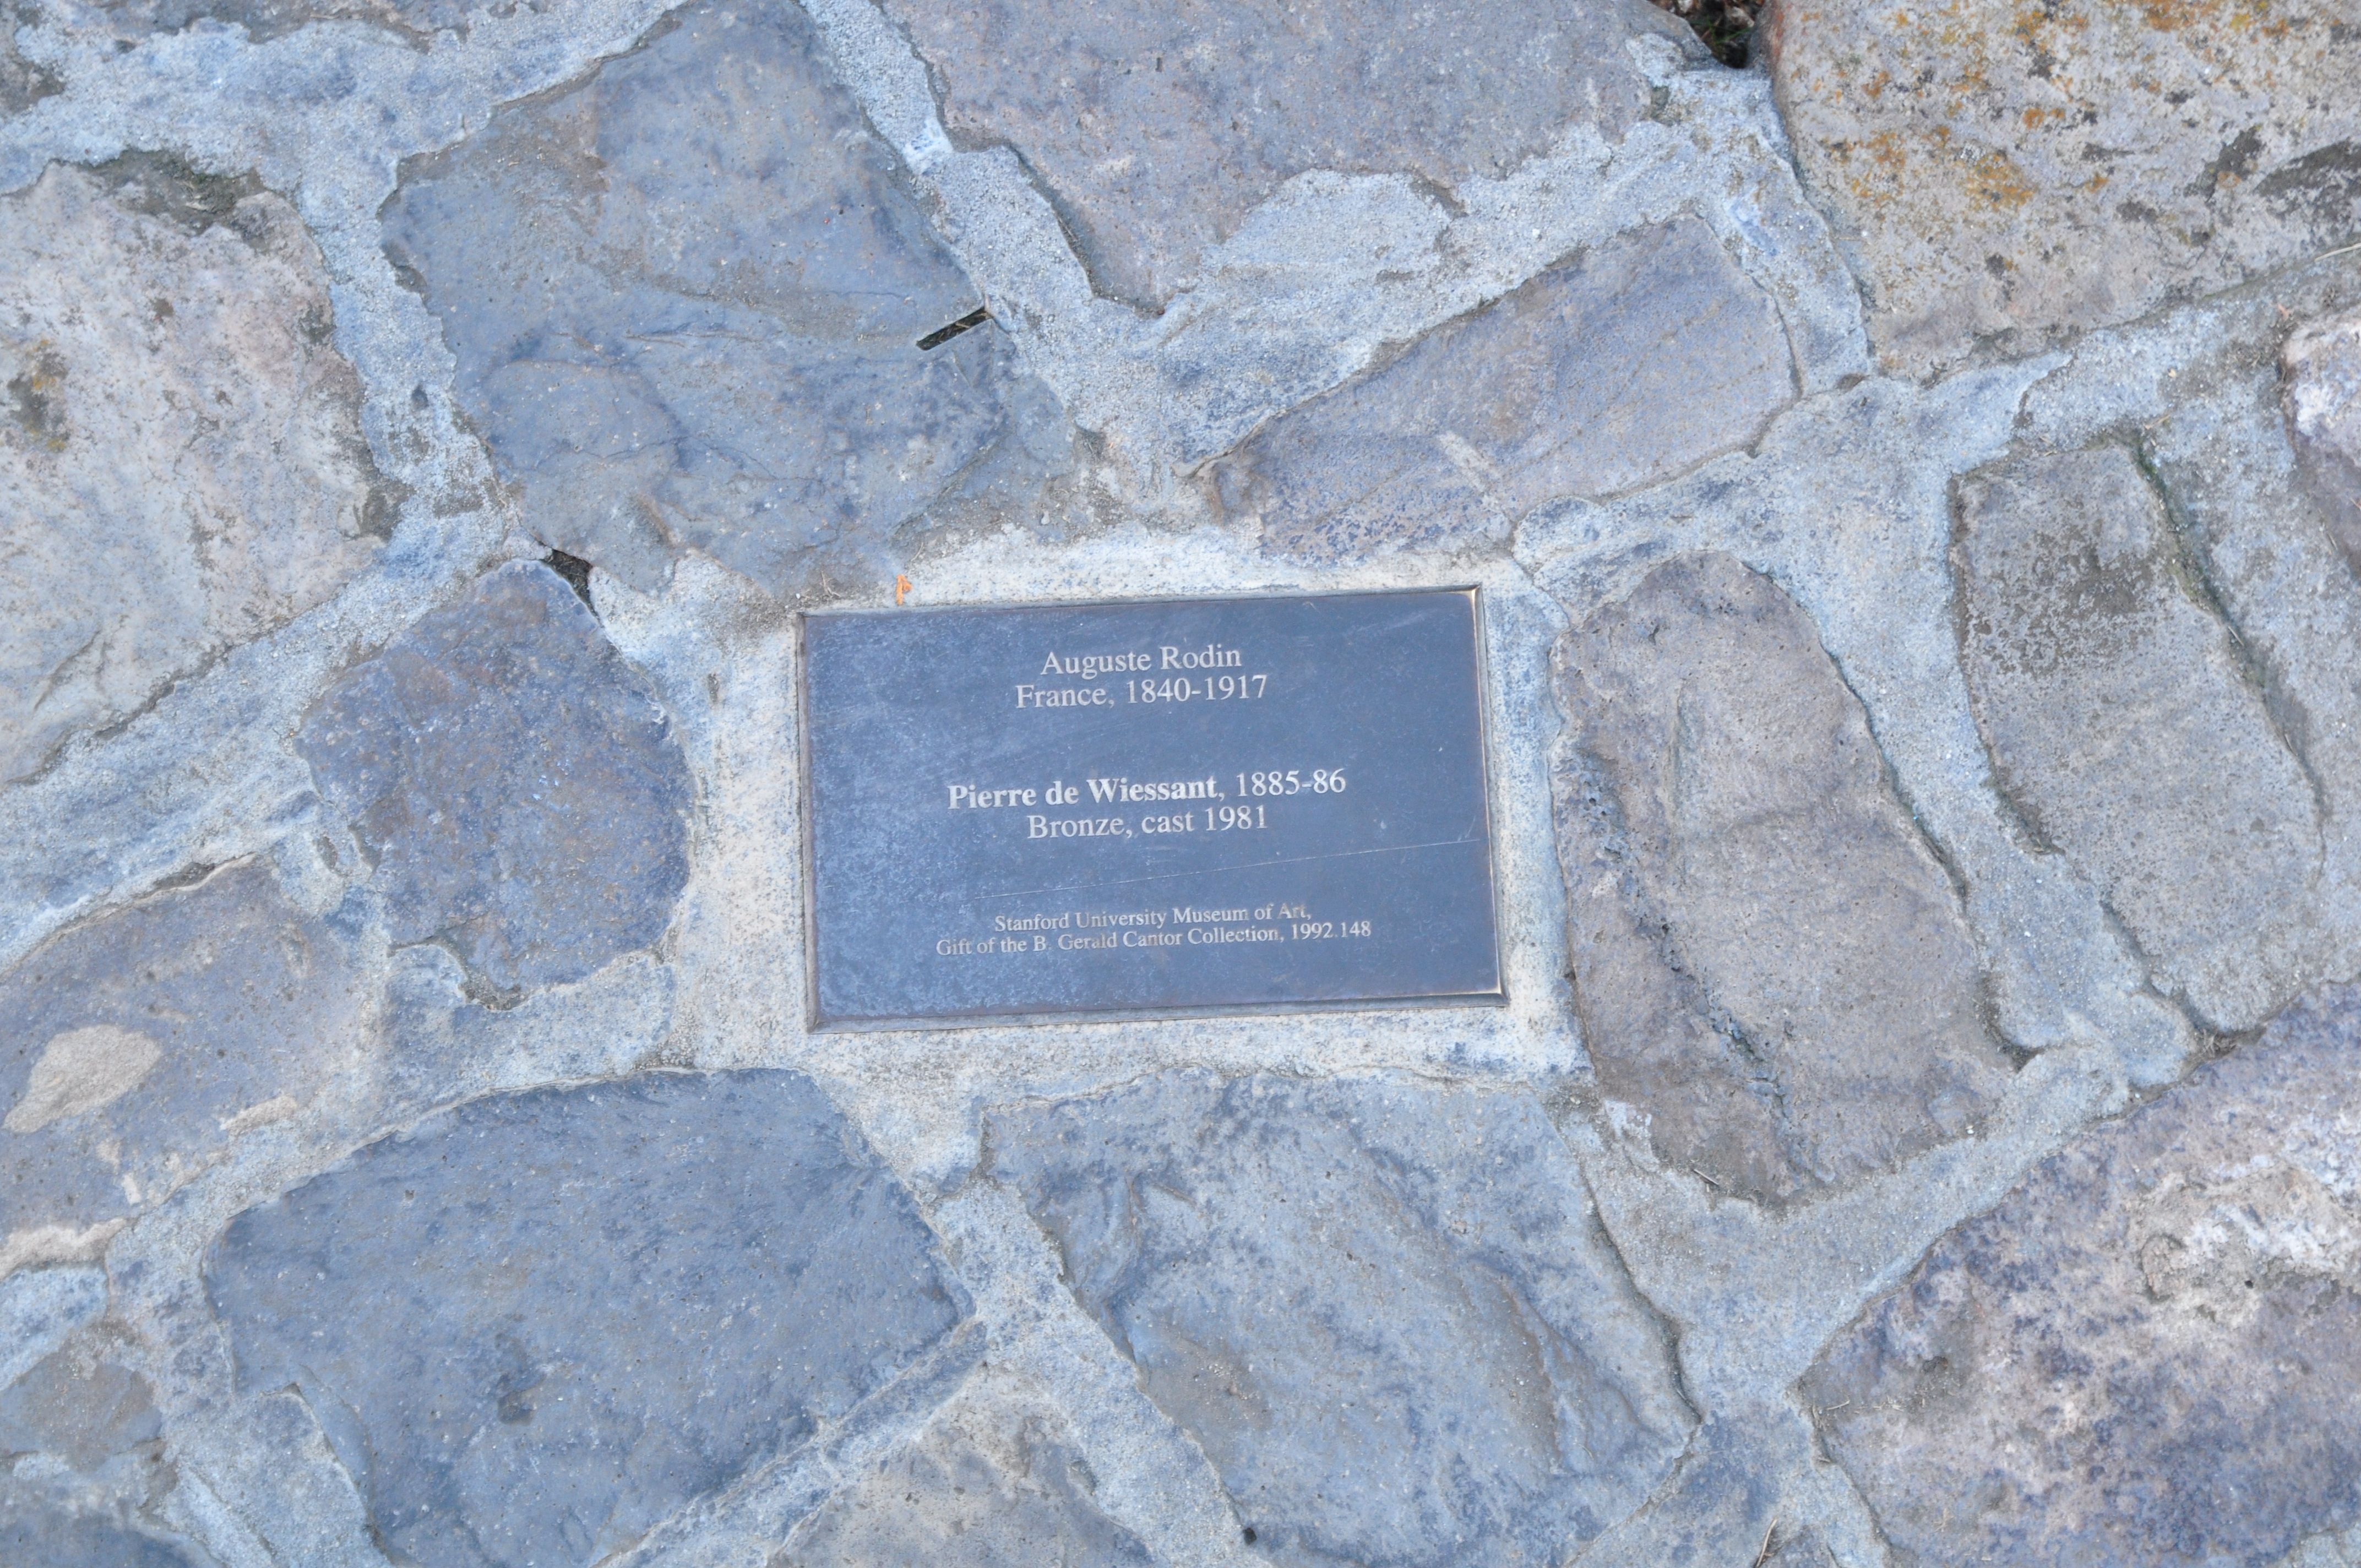 Auguste Rodin
France, 1840-1917
Pierre de Wiessant, 1885-86
Bronze, cast 1981
Stanford University Museum of Art,
Gift of the B. Gerald Cantor Collection, 1992.148